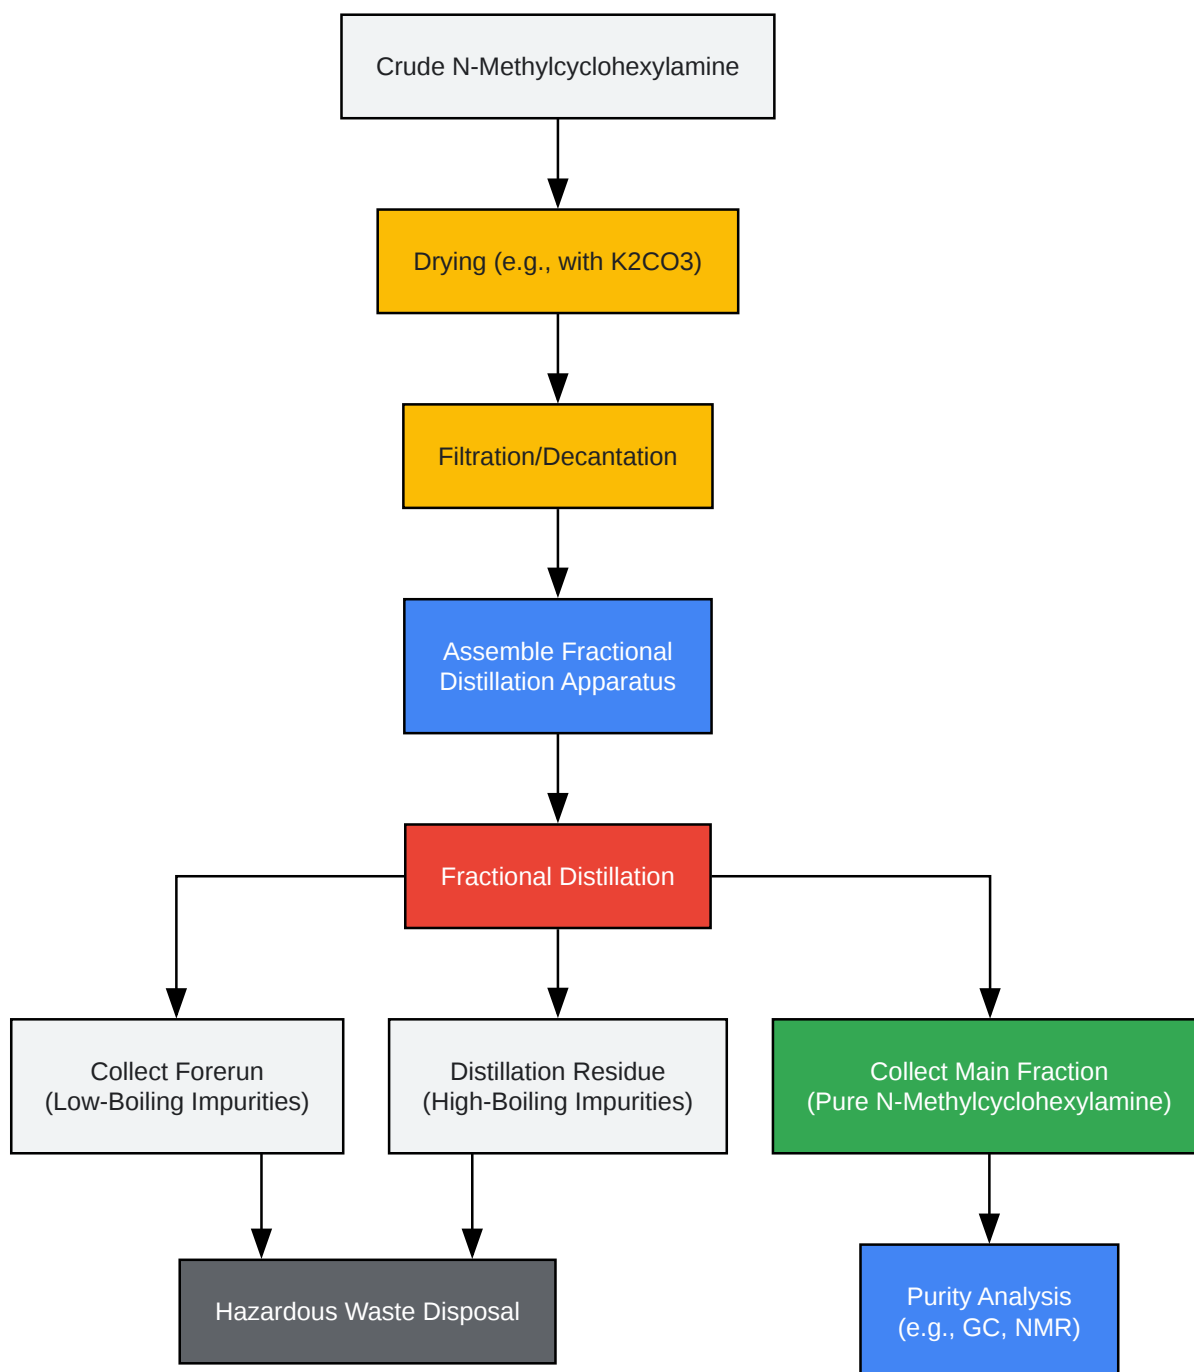 Crude N-Methylcyclohexylamine
Drying (e.g., with K2CO3)
Filtration/Decantation
Assemble Fractional
Distillation Apparatus
Fractional Distillation
Collect Forerun
(Low-Boiling Impurities)
Distillation Residue
(High-Boiling Impurities)
Collect Main Fraction
(Pure N-Methylcyclohexylamine)
Hazardous Waste Disposal
Purity Analysis
(e.g., GC, NMR)